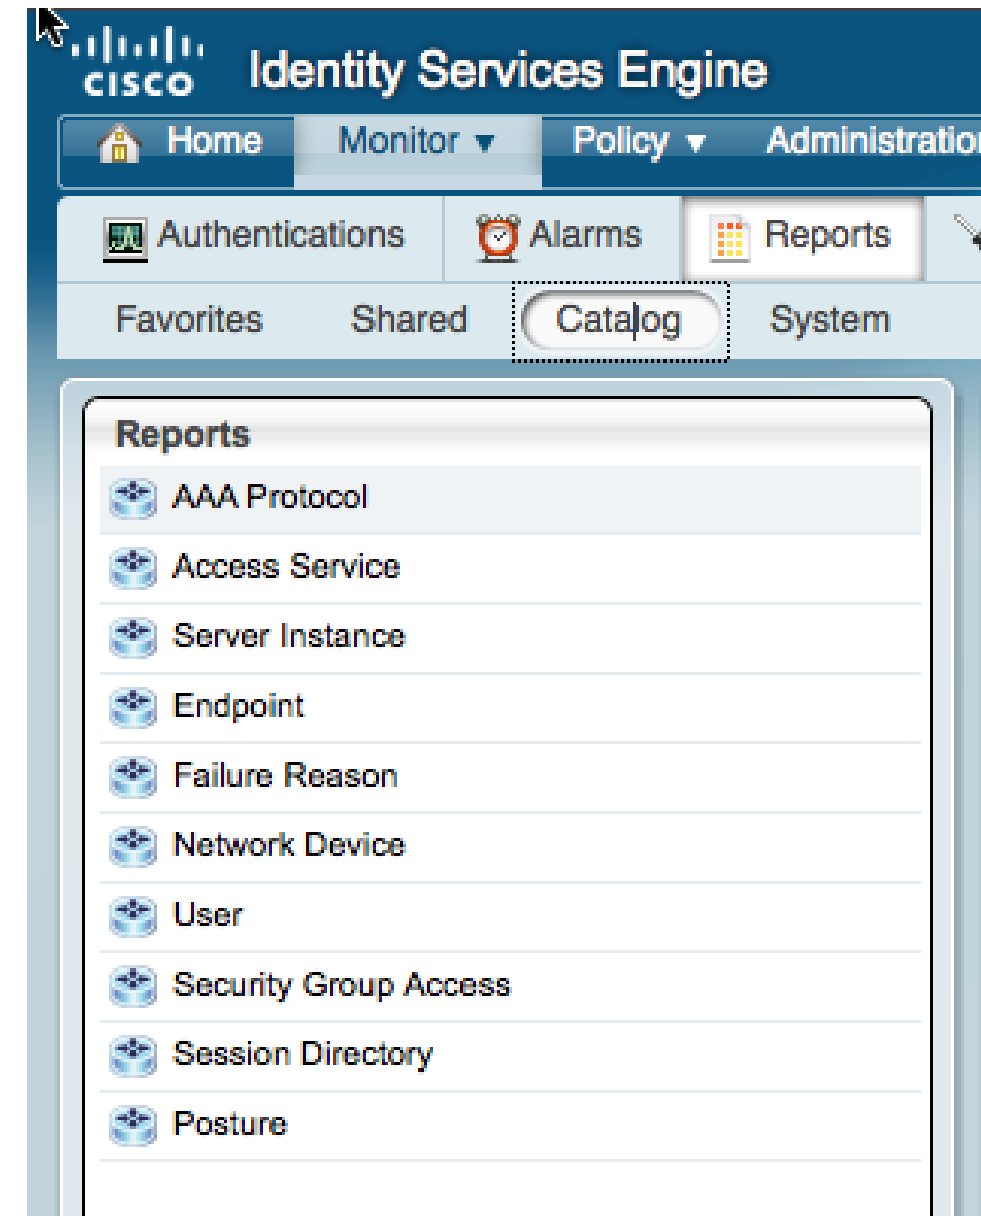 CISCO Identity Services Engine
Home Monitor Policy Administration
Authentications Alarms Reports
Favorites Shared Catalog System
Reports
AAA Protocol
Access Service
Server Instance
Endpoint
Failure Reason
Network Device
User
Security Group Access
Session Directory
Posture